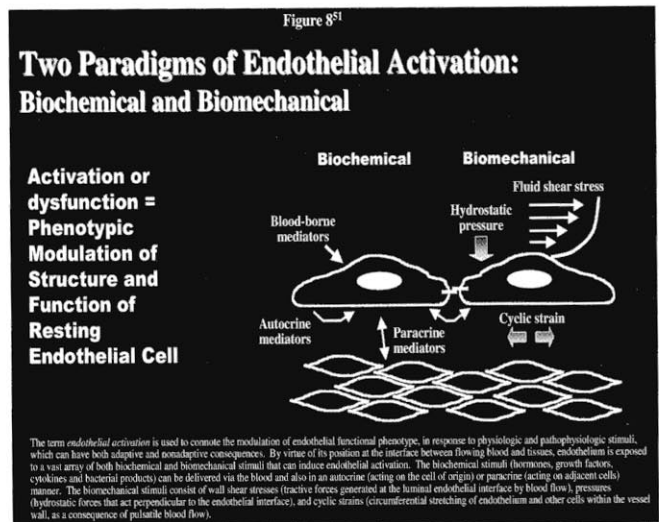 Figure 8⁵¹
Two Paradigms of Endothelial Activation:
Biochemical and Biomechanical
Activation or
dysfunction =
Phenotypic
Modulation of
Structure and
Function of
Resting
Endothelial Cell
Biochemical
Biomechanical
Fluid shear stress
Hydrostatic
pressure
Blood-borne
mediators
Autocrine
mediators
Paracrine
mediators
Cyclic strain
The term endothelial activation is used to connote the modulation of endothelial functional phenotype, in response to physiologic and pathophysiologic stimuli,
which can have both adaptive and nonadaptive consequences. By virtue of its position at the interface between flowing blood and tissues, endothelium is exposed
to a vast array of both biochemical and biomechanical stimuli that can induce endothelial activation. The biochemical stimuli (hormones, growth factors,
cytokines and bacterial products) can be delivered via the blood and also in an autocrine (acting on the cell of origin) or paracrine (acting on adjacent cells)
manner. The biomechanical stimuli consist of wall shear stresses (tractive forces generated at the luminal endothelial interface by blood flow), pressures
(hydrostatic forces that act perpendicular to the endothelial interface), and cyclic strains (circumferential stretching of endothelium and other cells within the vessel
wall, as a consequence of pulsatile blood flow).